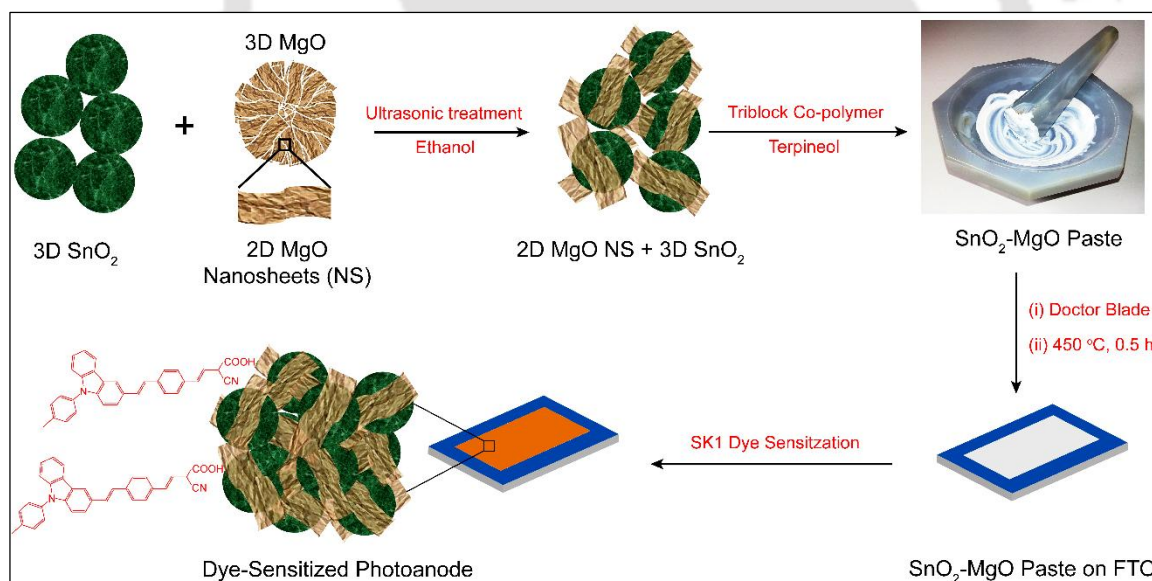 3D MgO
Ultrasonic treatment
Ethanol
Triblock Co-polymer
Terpineol
+
3D SnO₂
2D MgO
Nanosheets (NS)
2D MgO NS + 3D SnO₂
SnO₂-MgO Paste
(i) Doctor Blade
(ii) 450 °C, 0.5 h
COOH
CN
N
SK1 Dye Sensitzation
COOH
CN
N
Dye-Sensitized Photoanode
SnO₂-MgO Paste on FTO